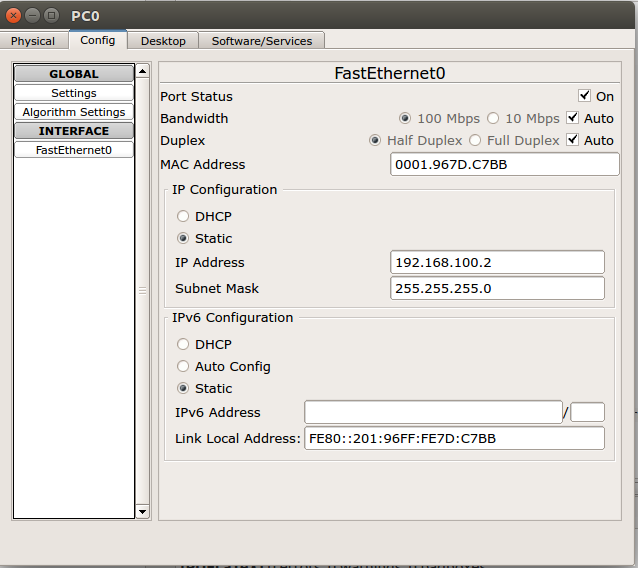 PC0
Physical Config Desktop Software/Services
GLOBAL
Settings
Algorithm Settings
INTERFACE
FastEthernet0
FastEthernet0
Port Status On
Bandwidth 100 Mbps 10 Mbps Auto
Duplex Half Duplex Full Duplex Auto
MAC Address 0001.967D.C7BB
IP Configuration
DHCP
Static
IP Address 192.168.100.2
Subnet Mask 255.255.255.0
IPv6 Configuration
DHCP
Auto Config
Static
IPv6 Address /
Link Local Address: FE80::201:96FF:FE7D:C7BB